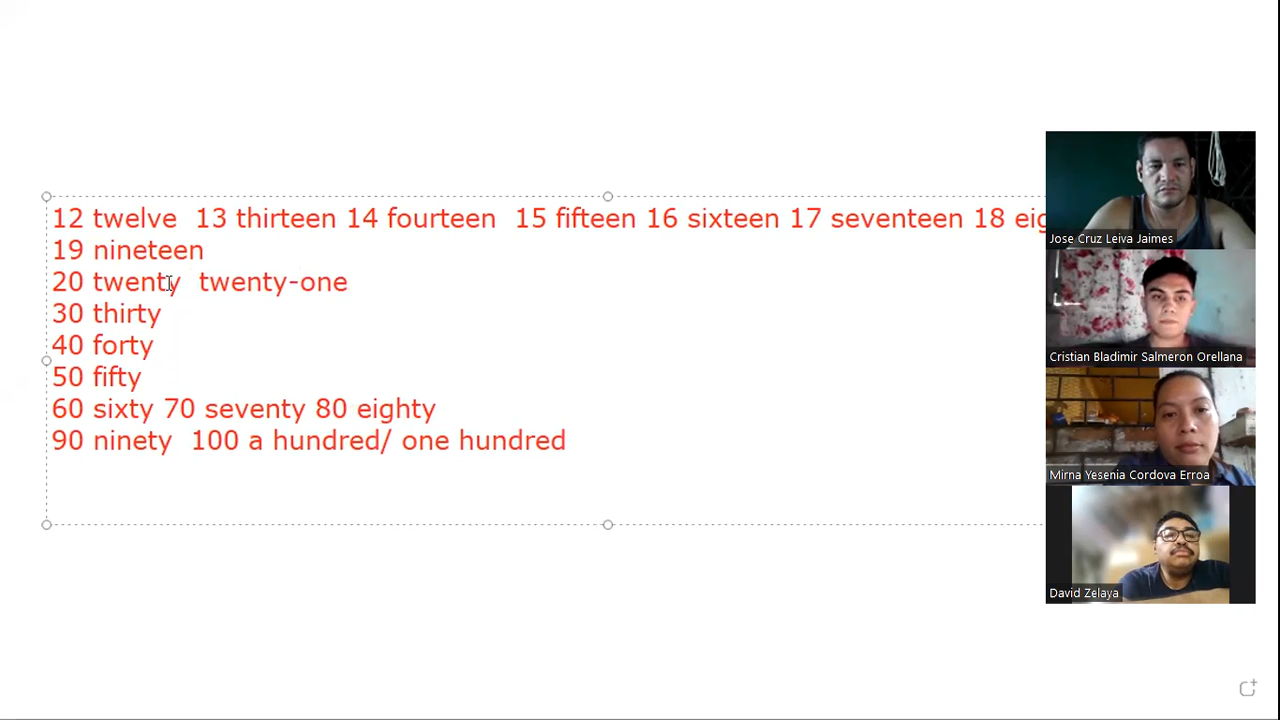 12 twelve  13 thirteen 14 fourteen  15 fifteen 16 sixteen 17 seventeen 18
19 nineteen
20 twenty  twenty-one
30 thirty
40 forty
50 fifty
60 sixty 70 seventy 80 eighty
90 ninety  100 a hundred/ one hundred
Jose Cruz Leiva Jaimes
Cristian Bladimir Salmeron Orellana
Mirna Yesenia Cordova Erroa
David Zelaya